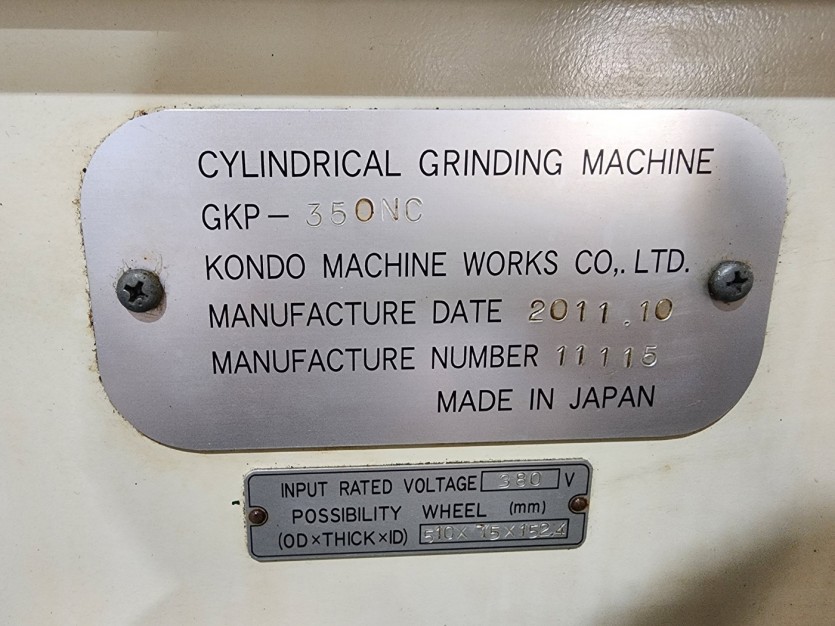 CYLINDRICAL GRINDING MACHINE
GKP- 350NC
KONDO MACHINE WORKS CO,. LTD.
MANUFACTURE DATE 2011.10
MANUFACTURE NUMBER 11115
MADE IN JAPAN
INPUT RATED VOLTAGE 380 V
POSSIBILITY WHEEL (mm)
(OD×THICK×ID) 510X 75X152.4